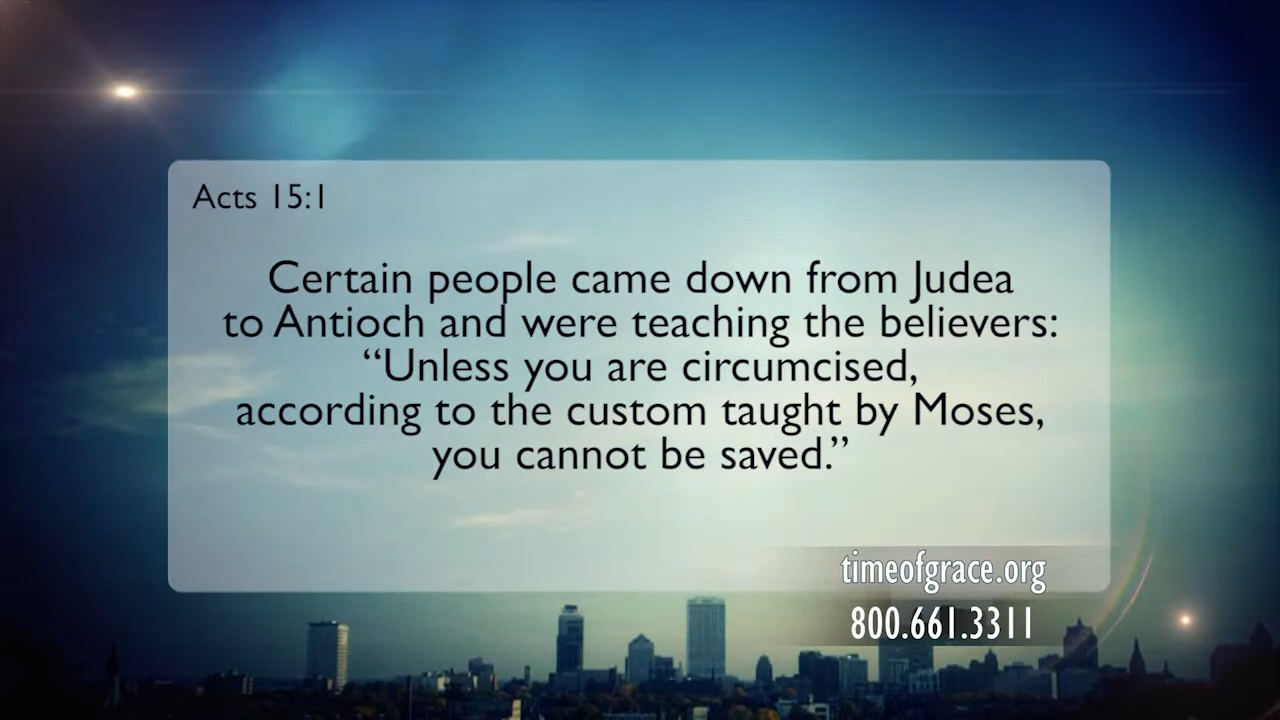 Acts 15:1
Certain people came down from Judea
to Antioch and were teaching the believers:
“Unless you are circumcised,
according to the custom taught by Moses,
you cannot be saved.”
timeofgrace.org
800.661.3311